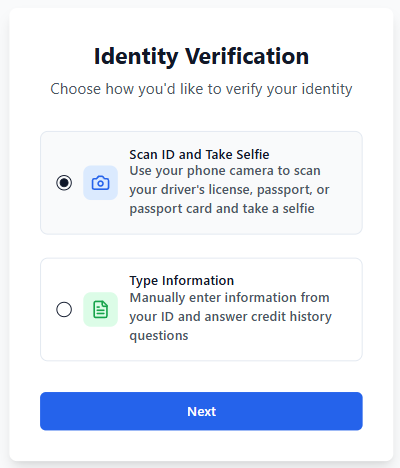 Identity Verification
Choose how you'd like to verify your identity
Scan ID and Take Selfie
Use your phone camera to scan
your driver's license, passport, or
passport card and take a selfie
Type Information
Manually enter information from
your ID and answer credit history
questions
Next